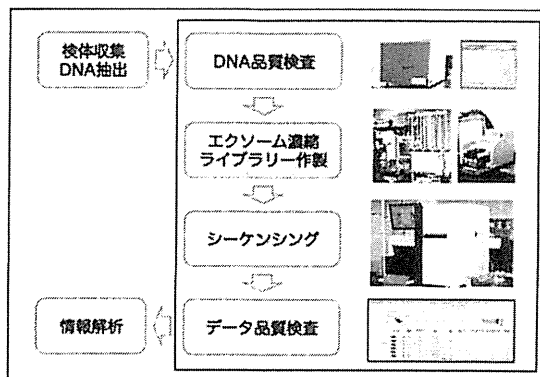 検体収集
DNA抽出
DNA品質検査
エクソーム濃縮
ライブラリー作製
シーケンシング
データ品質検査
情報解析